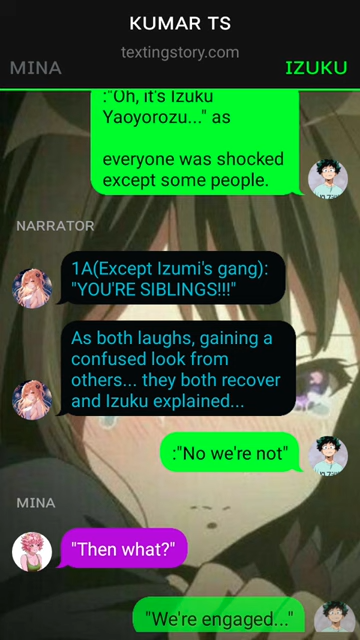 KUMAR TS
textingstory.com
MINA
IZUKU
:"Oh, it's Izuku
Yaoyorozu..." as
everyone was shocked
except some people.
NARRATOR
1A(Except Izumi's gang):
"YOU'RE SIBLINGS!!!"
As both laughs, gaining a
confused look from
others... they both recover
and Izuku explained...
:"No we're not"
MINA
"Then what?"
"We're engaged..."